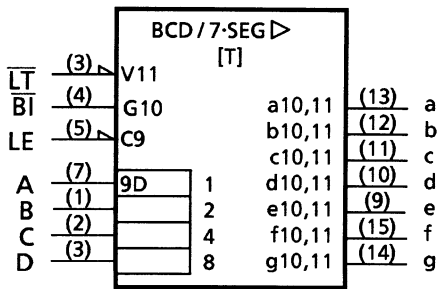 BCD/7·SEG ▷
[T]
L̅T̅ (3) V11
B̅I̅ (4) G10 a10,11 (13) a
LE (5) C9 b10,11 (12) b
c10,11 (11) c
A (7) 9D 1 d10,11 (10) d
B (1) 2 e10,11 (9) e
C (2) 4 f10,11 (15) f
D (3) 8 g10,11 (14) g